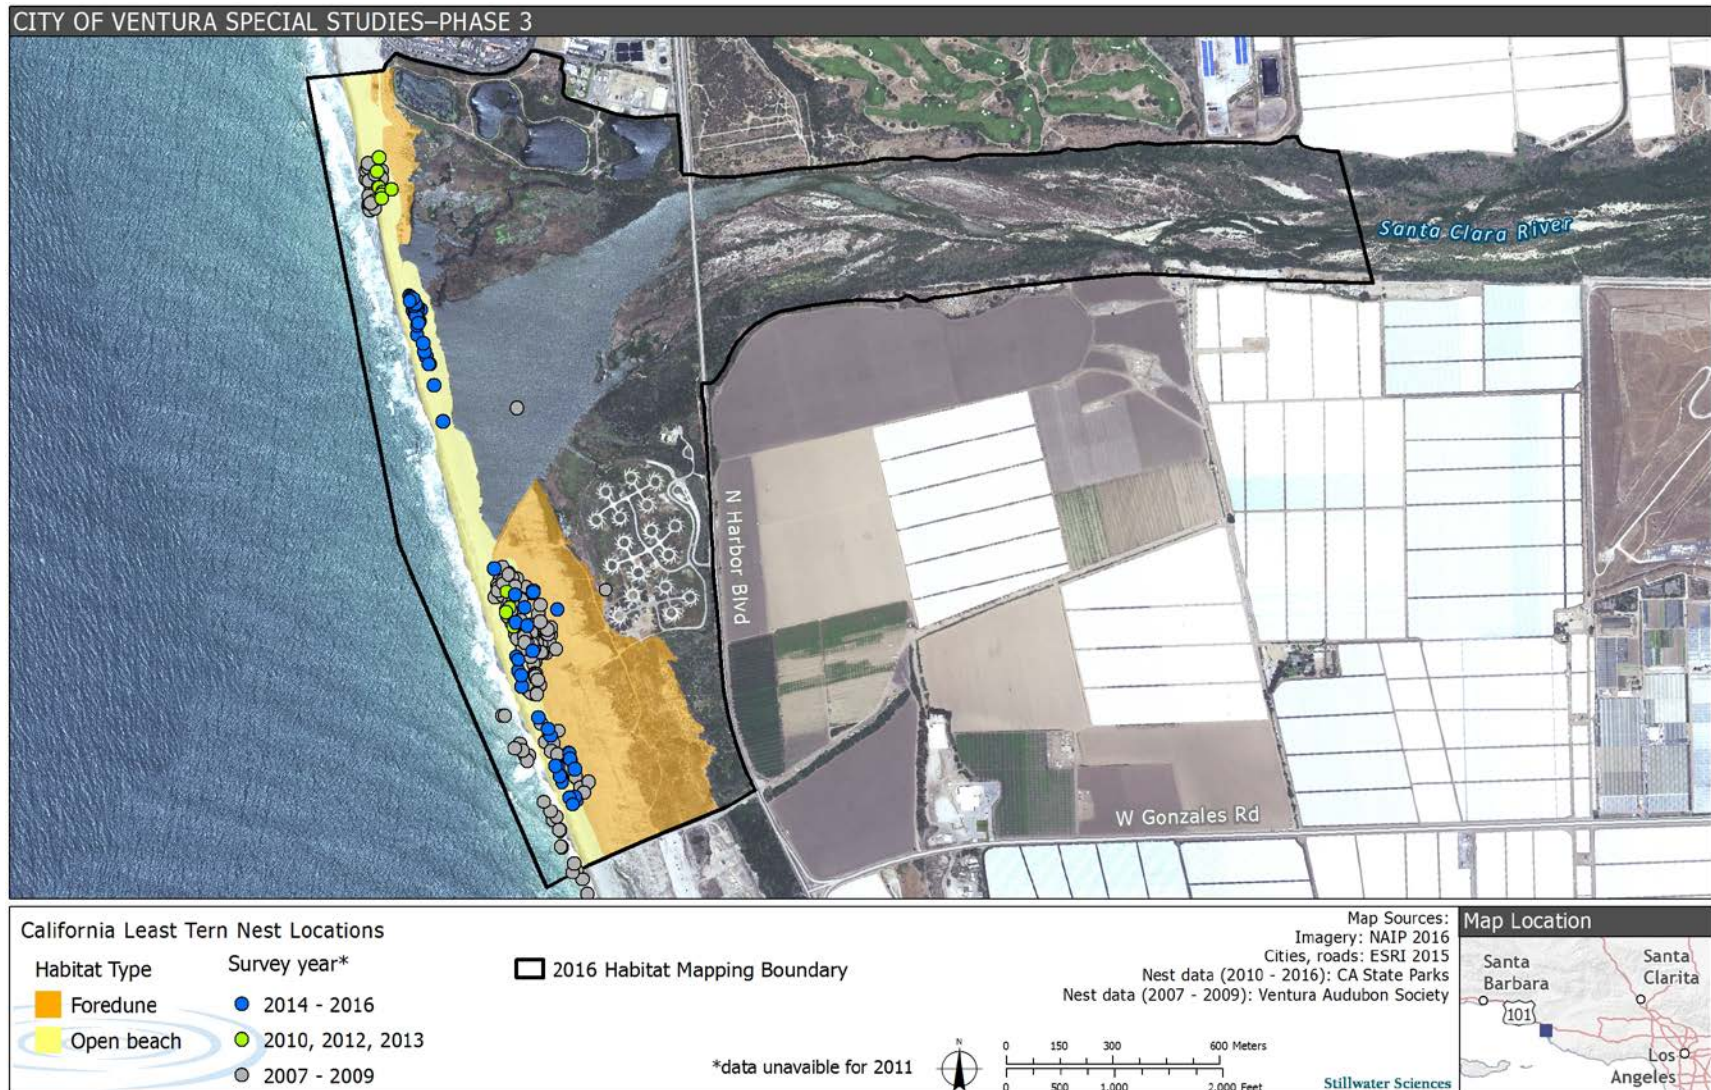 CITY OF VENTURA SPECIAL STUDIES–PHASE 3
Santa Clara River
N Harbor Blvd
W Gonzales Rd
California Least Tern Nest Locations
Habitat Type
Foredune
Open beach
Survey year*
2014 - 2016
2010, 2012, 2013
2007 - 2009
2016 Habitat Mapping Boundary
*data unavaible for 2011
Map Sources:
Imagery: NAIP 2016
Cities, roads: ESRI 2015
Nest data (2010 - 2016): CA State Parks
Nest data (2007 - 2009): Ventura Audubon Society
N
0 150 300 600 Meters
0 500 1,000 2,000 Feet
Stillwater Sciences
Map Location
Santa
Barbara
101
Santa
Clarita
Los
Angeles